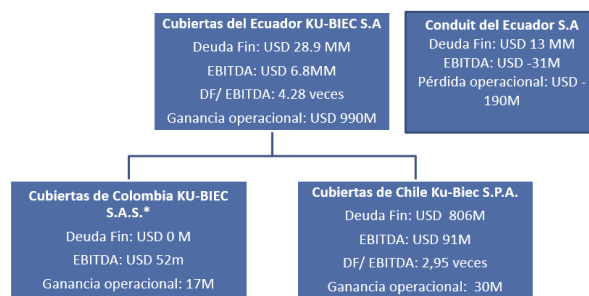 Cubiertas del Ecuador KU-BIEC S.A
Deuda Fin: USD 28.9 MM
EBITDA: USD 6.8MM
DF/ EBITDA: 4.28 veces
Ganancia operacional: USD 990M
Conduit del Ecuador S.A
Deuda Fin: USD 13 MM
EBITDA: USD -31M
Pérdida operacional: USD -
190M
Cubiertas de Colombia KU-BIEC
S.A.S.*
Deuda Fin: USD 0 M
EBITDA: USD 52m
Ganancia operacional: 17M
Cubiertas de Chile Ku-Biec S.P.A.
Deuda Fin: USD  806M
EBITDA: USD 91M
DF/ EBITDA: 2,95 veces
Ganancia operacional:  30M